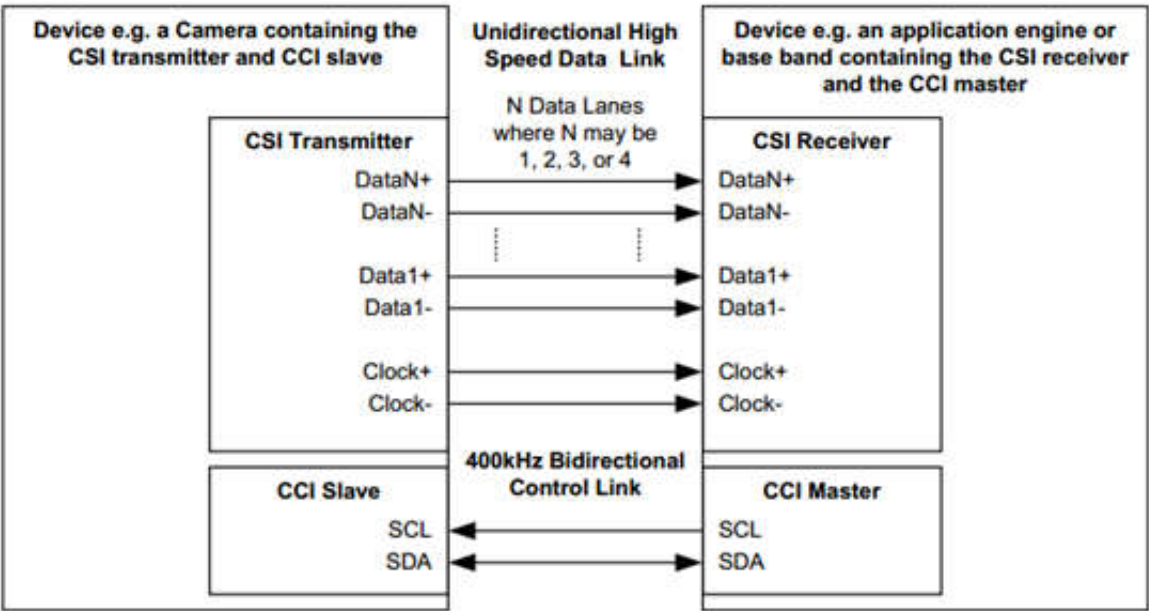 Device e.g. a Camera containing the
CSI transmitter and CCI slave
Unidirectional High
Speed Data Link
N Data Lanes
where N may be
1, 2, 3, or 4
Device e.g. an application engine or
base band containing the CSI receiver
and the CCI master
CSI Transmitter
DataN+
DataN-
Data1+
Data1-
Clock+
Clock-
CSI Receiver
DataN+
DataN-
Data1+
Data1-
Clock+
Clock-
400kHz Bidirectional
Control Link
CCI Slave
SCL
SDA
CCI Master
SCL
SDA